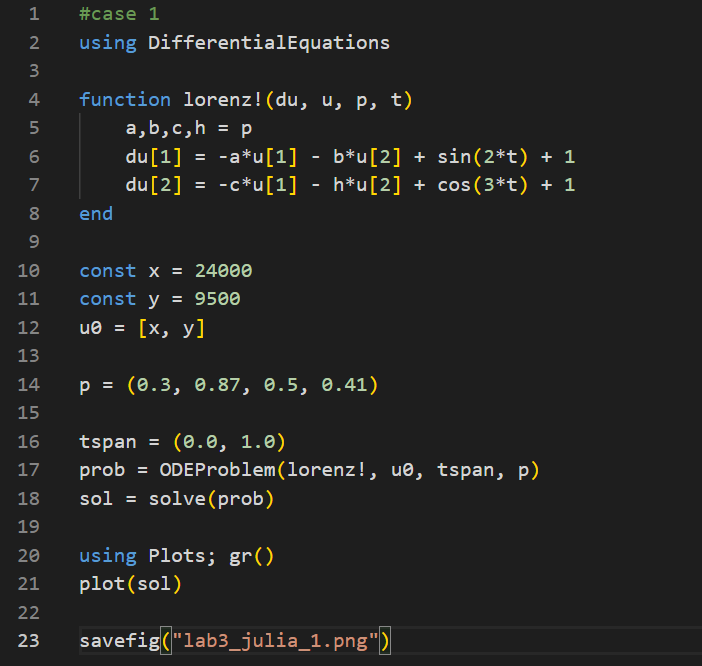 1 #case 1
2 using DifferentialEquations
3
4 function lorenz!(du, u, p, t)
5     a,b,c,h = p
6     du[1] = -a*u[1] - b*u[2] + sin(2*t) + 1
7     du[2] = -c*u[1] - h*u[2] + cos(3*t) + 1
8 end
9
10 const x = 24000
11 const y = 9500
12 u0 = [x, y]
13
14 p = (0.3, 0.87, 0.5, 0.41)
15
16 tspan = (0.0, 1.0)
17 prob = ODEProblem(lorenz!, u0, tspan, p)
18 sol = solve(prob)
19
20 using Plots; gr()
21 plot(sol)
22
23 savefig("lab3_julia_1.png")